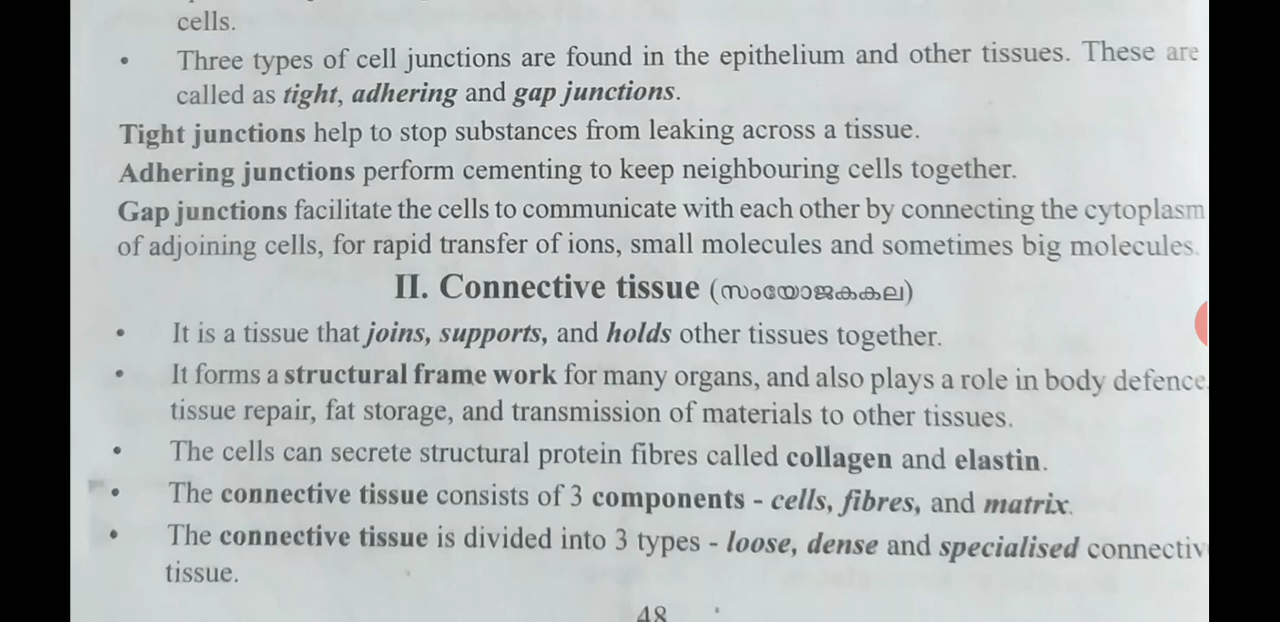 cells.
• Three types of cell junctions are found in the epithelium and other tissues. These are
called as tight, adhering and gap junctions.
Tight junctions help to stop substances from leaking across a tissue.
Adhering junctions perform cementing to keep neighbouring cells together.
Gap junctions facilitate the cells to communicate with each other by connecting the cytoplasm
of adjoining cells, for rapid transfer of ions, small molecules and sometimes big molecules.
II. Connective tissue (സംയോജകകല)
• It is a tissue that joins, supports, and holds other tissues together.
• It forms a structural frame work for many organs, and also plays a role in body defence,
tissue repair, fat storage, and transmission of materials to other tissues.
• The cells can secrete structural protein fibres called collagen and elastin.
• The connective tissue consists of 3 components - cells, fibres, and matrix.
• The connective tissue is divided into 3 types - loose, dense and specialised connectiv
tissue.
48